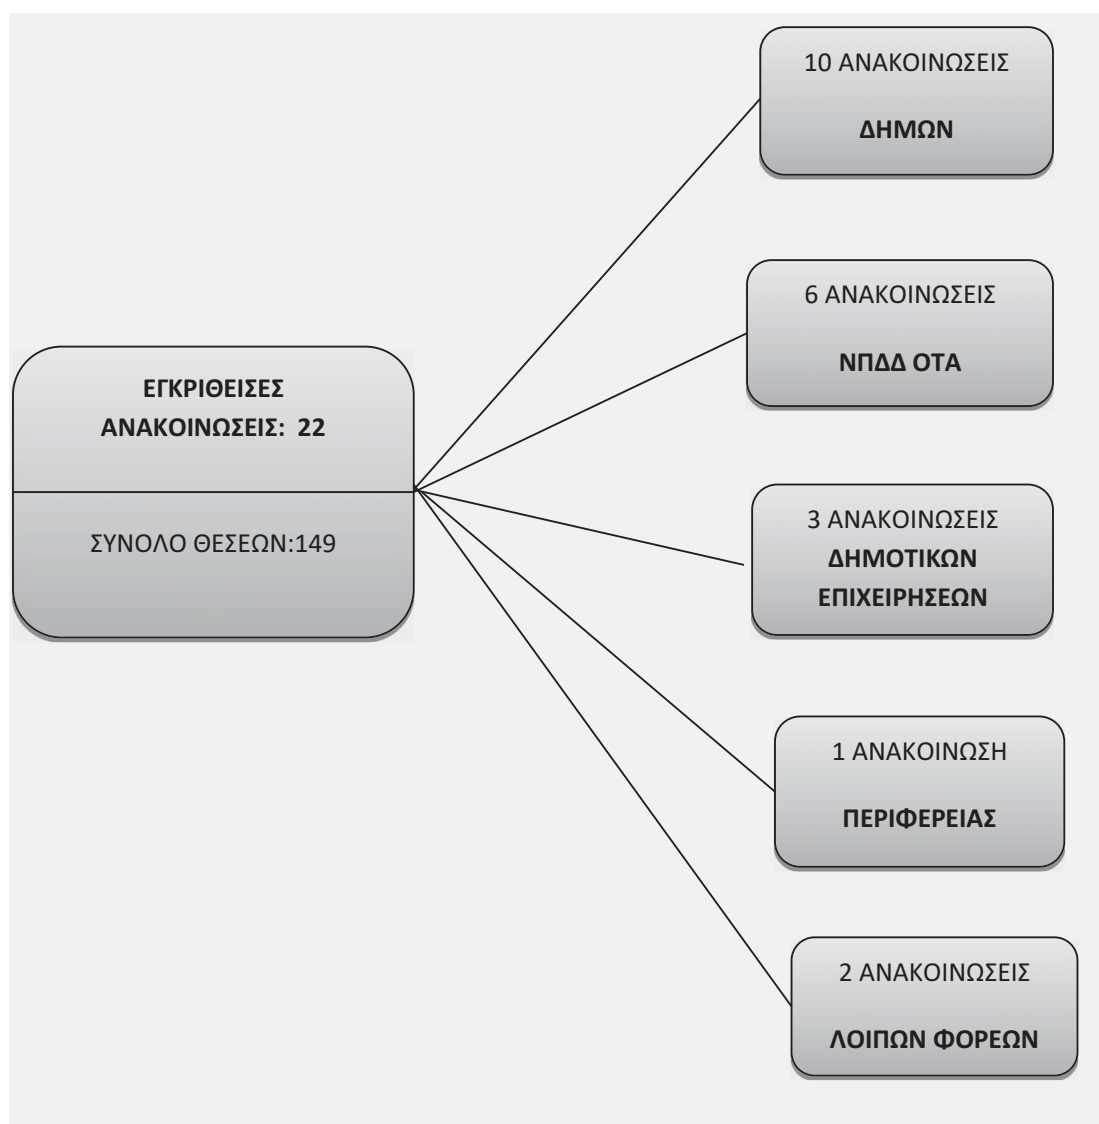 ΕΓΚΡΙΘΕΙΣΕΣ
ΑΝΑΚΟΙΝΩΣΕΙΣ: 22
ΣΥΝΟΛΟ ΘΕΣΕΩΝ:149
10 ΑΝΑΚΟΙΝΩΣΕΙΣ
ΔΗΜΩΝ
6 ΑΝΑΚΟΙΝΩΣΕΙΣ
ΝΠΔΔ ΟΤΑ
3 ΑΝΑΚΟΙΝΩΣΕΙΣ
ΔΗΜΟΤΙΚΩΝ
ΕΠΙΧΕΙΡΗΣΕΩΝ
1 ΑΝΑΚΟΙΝΩΣΗ
ΠΕΡΙΦΕΡΕΙΑΣ
2 ΑΝΑΚΟΙΝΩΣΕΙΣ
ΛΟΙΠΩΝ ΦΟΡΕΩΝ